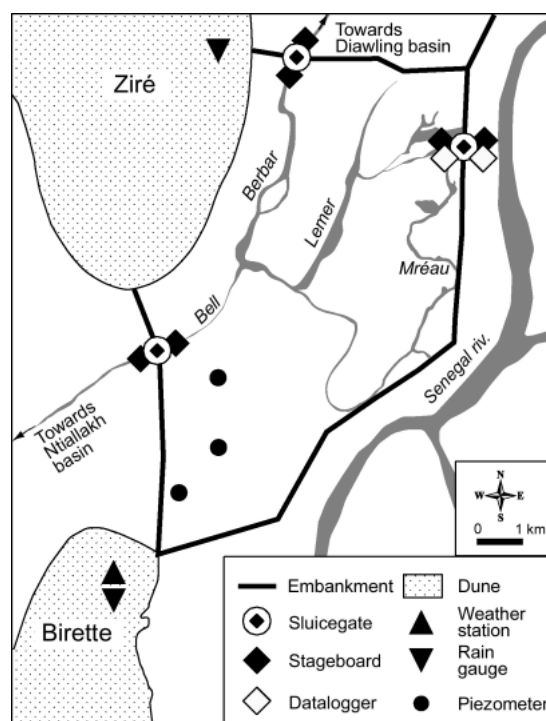 Towards
Diawling basin
Ziré
Berbar
Lemer
Mréau
Bell
Senegal riv.
Towards
Ntiallakh
basin
N
W E
S
0 1 km
Birette
Embankment
Dune
Sluicegate
Weather
station
Stageboard
Rain
gauge
Datalogger
Piezometer